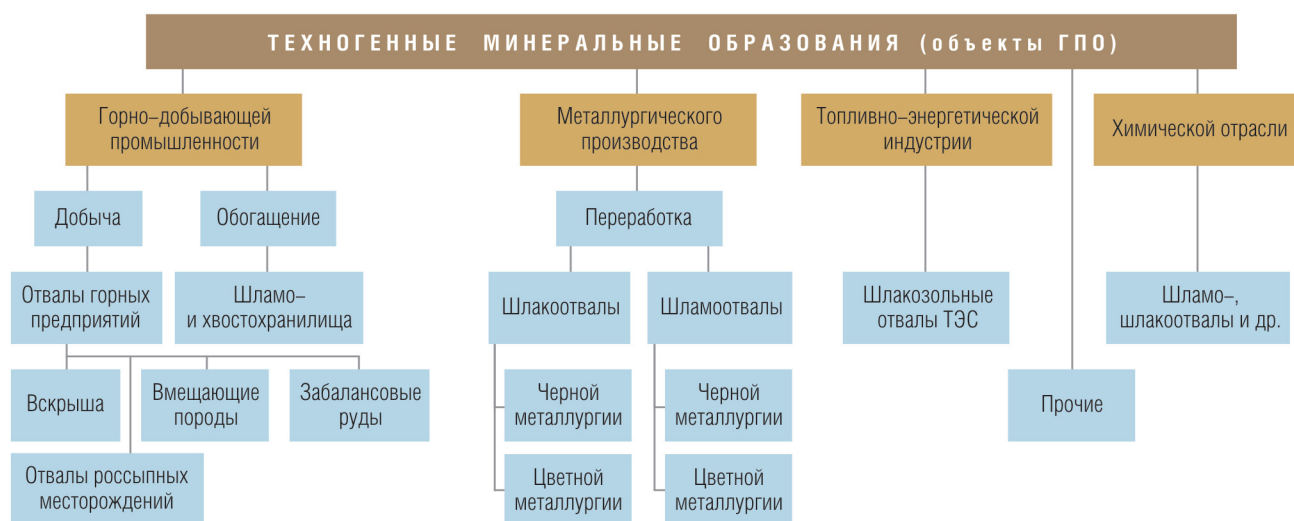 ТЕХНОГЕННЫЕ МИНЕРАЛЬНЫЕ ОБРАЗОВАНИЯ (объекты ГПО)
Горно–добывающей
промышленности
Металлургического
производства
Топливно–энергетической
индустрии
Химической отрасли
Добыча
Обогащение
Переработка
Отвалы горных
предприятий
Шламо–
и хвостохранилища
Шлакоотвалы
Шламоотвалы
Шлакозольные
отвалы ТЭС
Шламо–,
шлакоотвалы и др.
Вскрыша
Вмещающие
породы
Забалансовые
руды
Черной
металлургии
Черной
металлургии
Прочие
Отвалы россыпных
месторождений
Цветной
металлургии
Цветной
металлургии